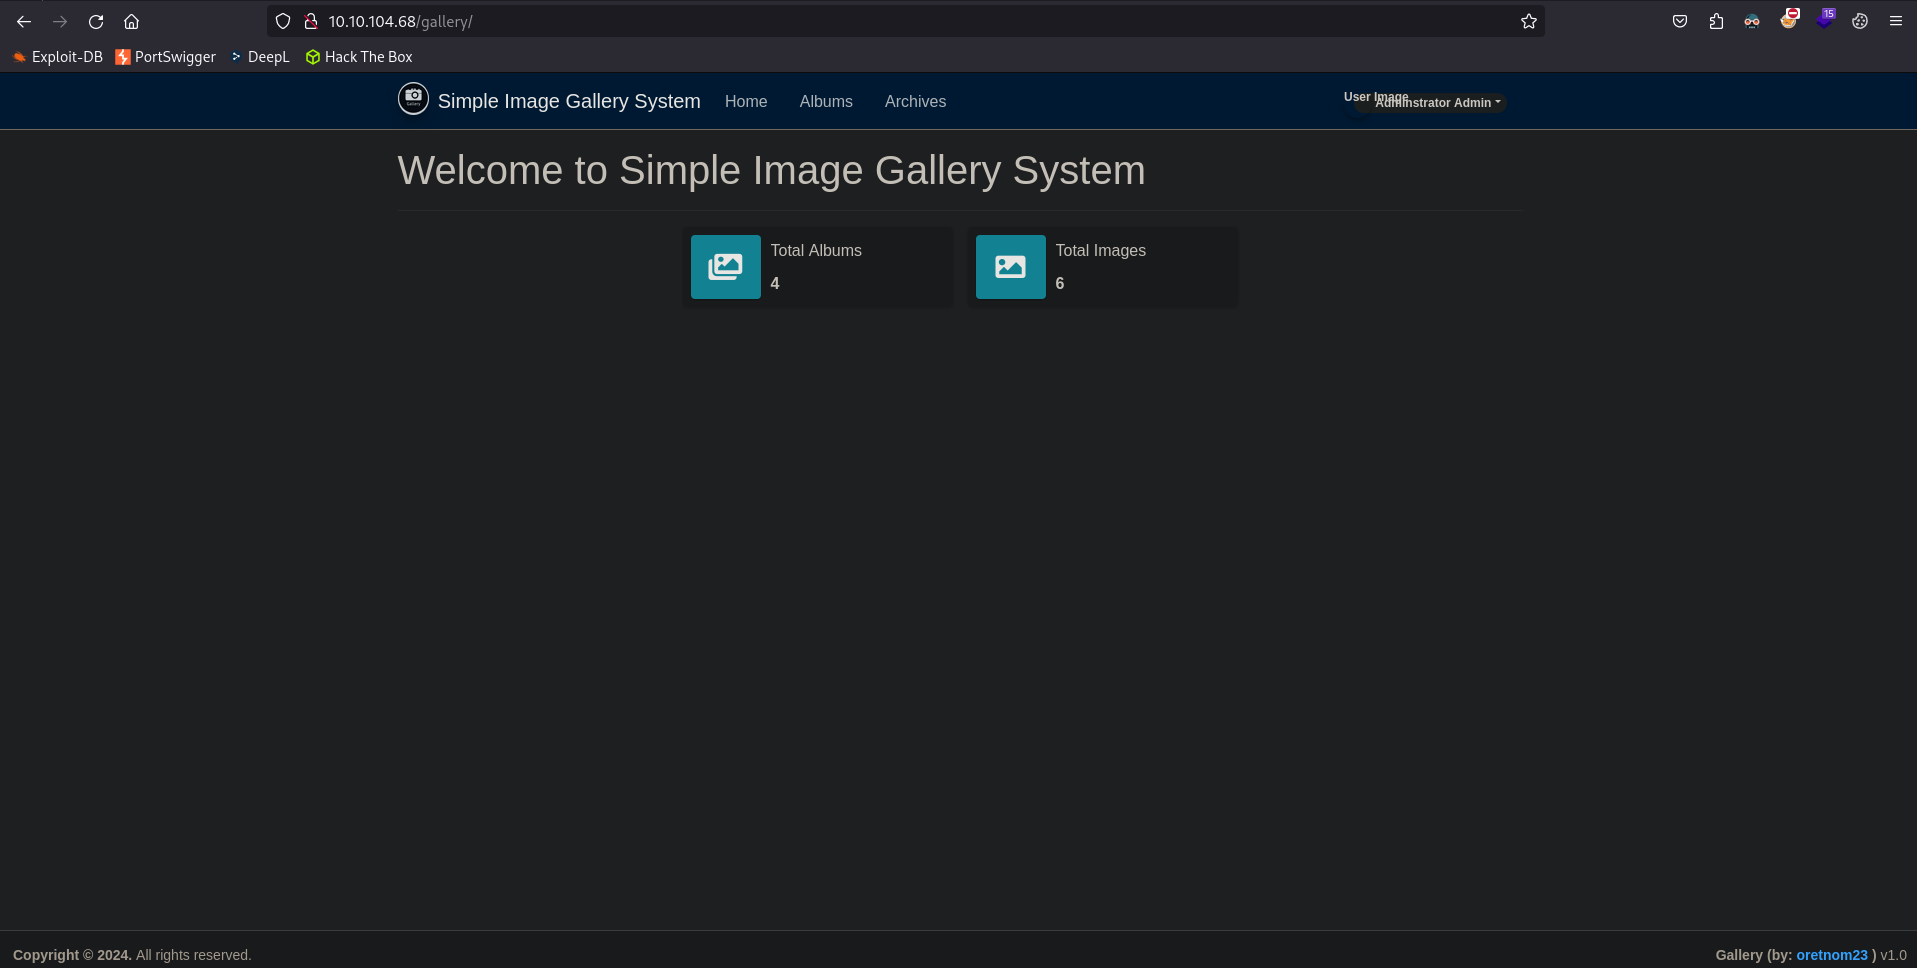 10.10.104.68/gallery/
15
Exploit-DB PortSwigger DeepL Hack The Box
Gallery Simple Image Gallery System Home Albums Archives User Image Adminstrator Admin
Welcome to Simple Image Gallery System
Total Albums
4
Total Images
6
Copyright © 2024. All rights reserved.
Gallery (by: oretnom23 ) v1.0